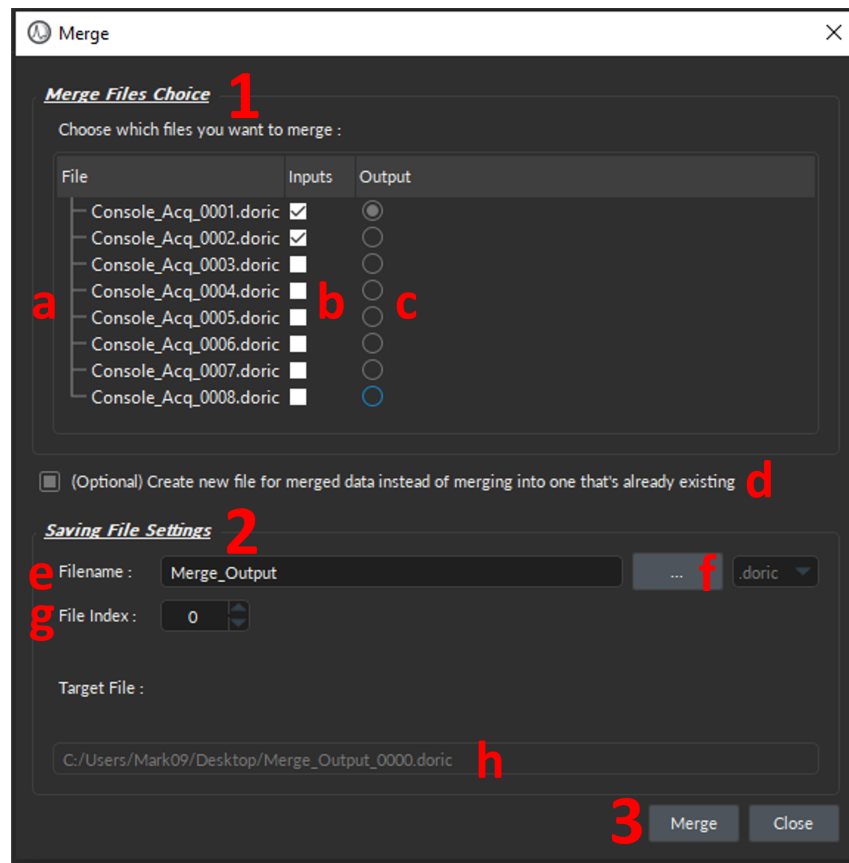 Merge
Merge Files Choice 1
Choose which files you want to merge :
File Inputs Output
Console_Acq_0001.doric
Console_Acq_0002.doric
Console_Acq_0003.doric
a Console_Acq_0004.doric b c
Console_Acq_0005.doric
Console_Acq_0006.doric
Console_Acq_0007.doric
Console_Acq_0008.doric
(Optional) Create new file for merged data instead of merging into one that's already existing d
Saving File Settings 2
e Filename : Merge_Output ... f .doric
g File Index : 0
Target File :
C:/Users/Mark09/Desktop/Merge_Output_0000.doric h
3 Merge Close